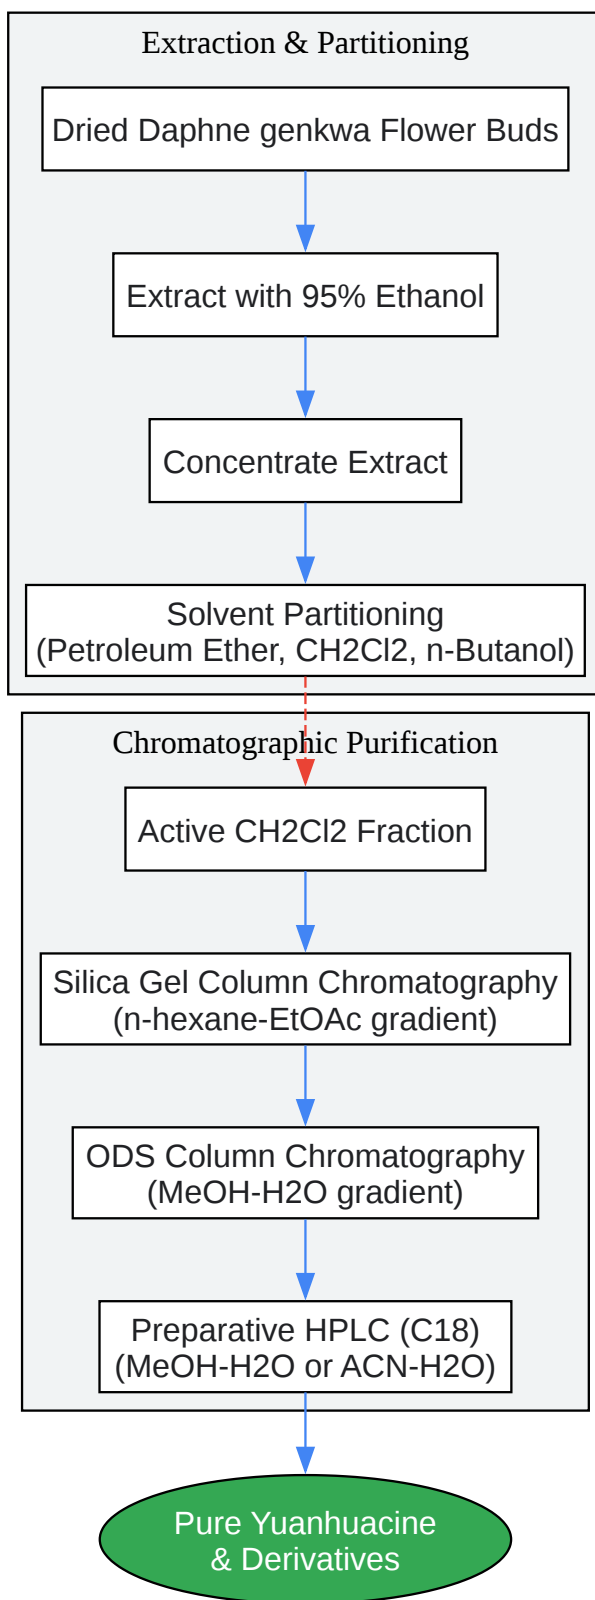 Extraction & Partitioning
Dried Daphne genkwa Flower Buds
Extract with 95% Ethanol
Concentrate Extract
Solvent Partitioning
(Petroleum Ether, CH2Cl2, n-Butanol)
Chromatographic Purification
Active CH2Cl2 Fraction
Silica Gel Column Chromatography
(n-hexane-EtOAc gradient)
ODS Column Chromatography
(MeOH-H2O gradient)
Preparative HPLC (C18)
(MeOH-H2O or ACN-H2O)
Pure Yuanhuacine
& Derivatives